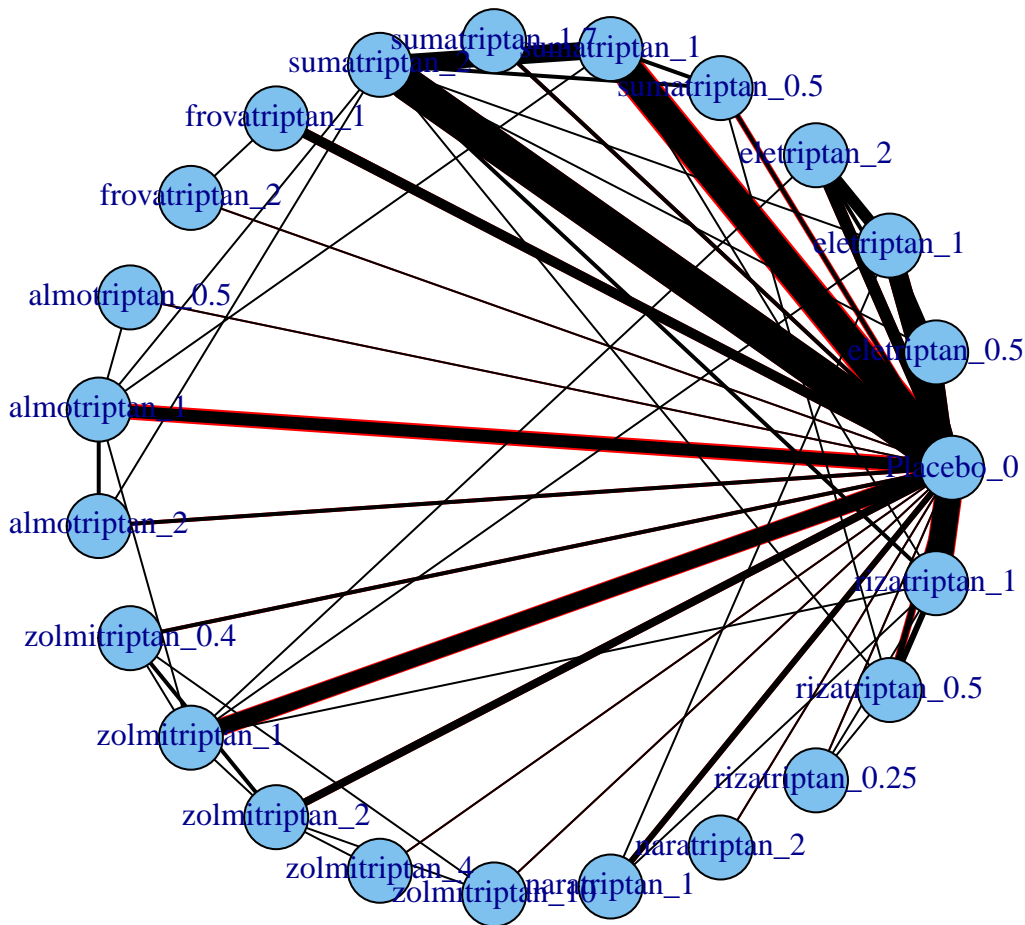 sumatriptan_1.7
sumatriptan_1
sumatriptan_2
sumatriptan_0.5
frovatriptan_1
eletriptan_2
frovatriptan_2
eletriptan_1
almotriptan_0.5
eletriptan_0.5
almotriptan_1
Placebo_0
almotriptan_2
rizatriptan_1
zolmitriptan_0.4
rizatriptan_0.5
zolmitriptan_1
rizatriptan_0.25
zolmitriptan_2
naratriptan_2
zolmitriptan_4
zolmitriptan_10
naratriptan_1